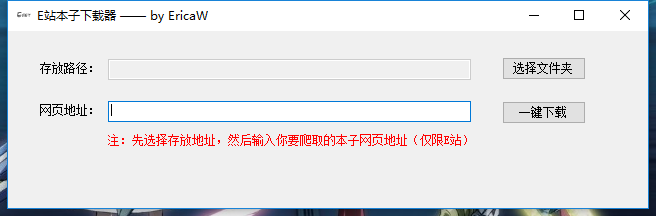 E站本子下载器 —— by EricaW
存放路径： 选择文件夹
网页地址： 一键下载
注：先选择存放地址，然后输入你要爬取的本子网页地址（仅限E站）